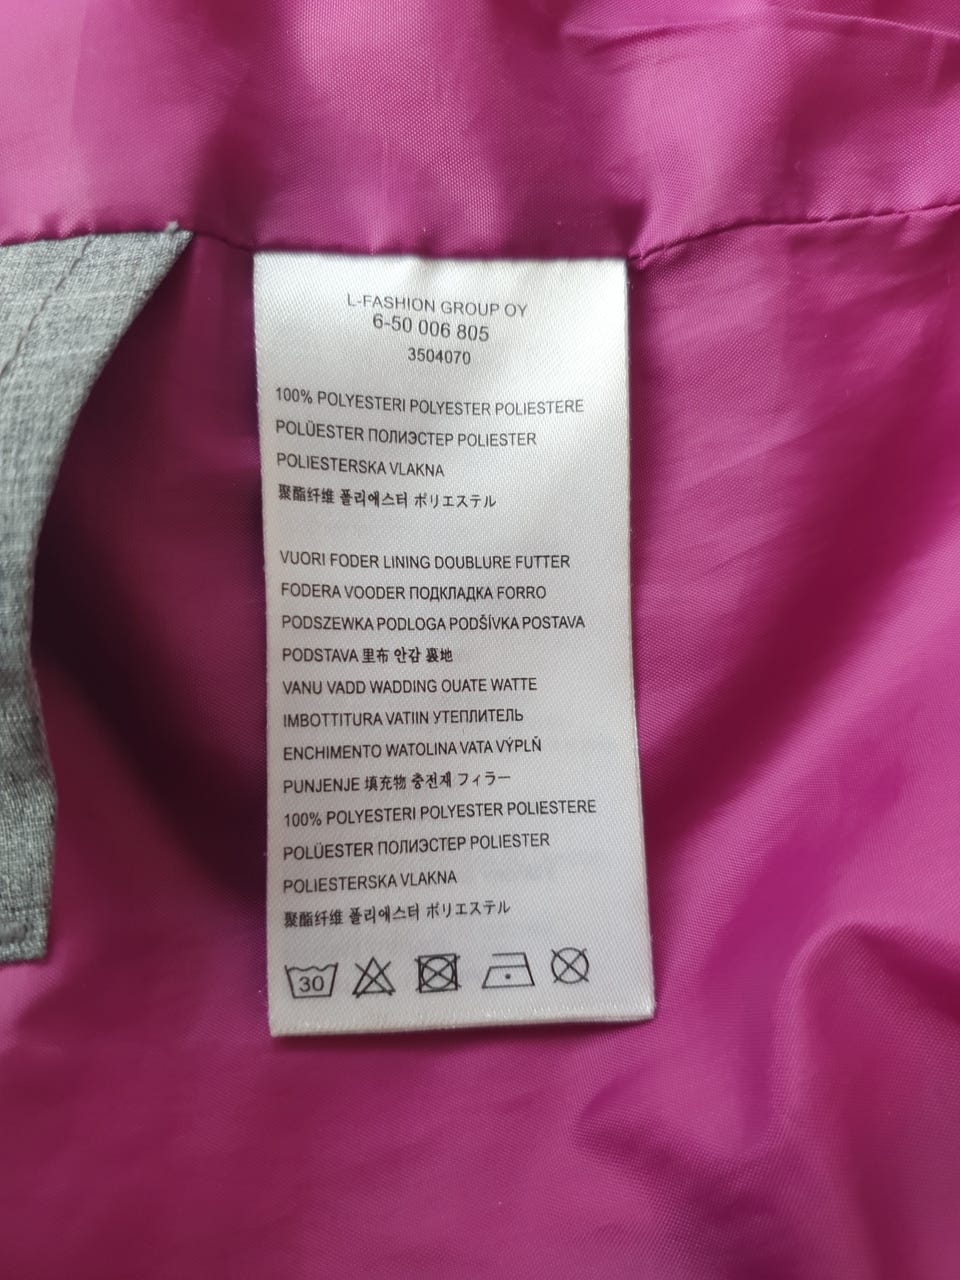 L-FASHION GROUP OY
6-50 006 805
3504070
100% POLYESTERI POLYESTER POLIESTERE
POLÜESTER ПОЛИЭСТЕР POLIESTER
POLIESTERSKA VLAKNA
聚酯纤维 폴리에스터 ポリエステル
VUORI FODER LINING DOUBLURE FUTTER
FODERA VOODER ПОДКЛАДКА FORRO
PODSZEWKA PODLOGA PODŠÍVKA POSTAVA
PODSTAVA 里布 안감 裏地
VANU VADD WADDING OUATE WATTE
IMBOTTITURA VATIIN УТЕПЛИТЕЛЬ
ENCHIMENTO WATOLINA VATA VÝPLŇ
PUNJENJE 填充物 충전재 フィラー
100% POLYESTERI POLYESTER POLIESTERE
POLÜESTER ПОЛИЭСТЕР POLIESTER
POLIESTERSKA VLAKNA
聚酯纤维 폴리에스터 ポリエステル
30